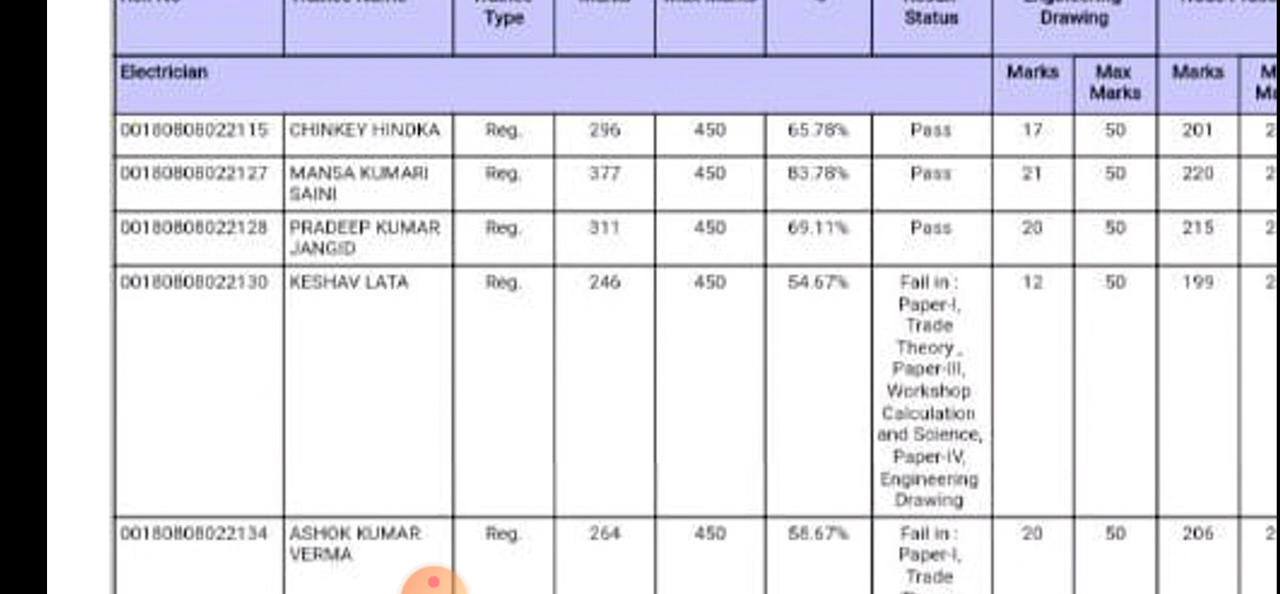 Type
Status
Drawing
Electrician
Marks
Max
Marks
Marks
00180808022115 CHINKEY HINDKA Reg. 296 450 65.78% Pass 17 50 201
00180808022127 MANSA KUMARI Reg. 377 450 83.78% Pass 21 50 220
SAINI
00180808022128 PRADEEP KUMAR Reg. 311 450 69.11% Pass 20 50 215
JANGID
00180808022130 KESHAV LATA Reg. 246 450 54.67% Fail in : 12 50 199
Paper-I,
Trade
Theory ,
Paper-III,
Workshop
Calculation
and Science,
Paper-IV,
Engineering
Drawing
00180808022134 ASHOK KUMAR Reg. 264 450 58.67% Fail in : 20 50 206
VERMA Paper-I,
Trade